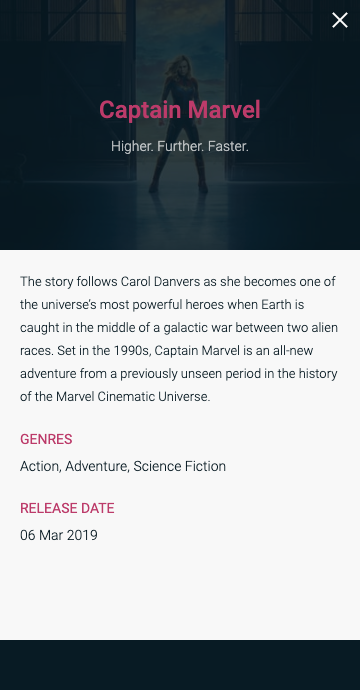 Captain Marvel
Higher. Further. Faster.
The story follows Carol Danvers as she becomes one of
the universe’s most powerful heroes when Earth is
caught in the middle of a galactic war between two alien
races. Set in the 1990s, Captain Marvel is an all-new
adventure from a previously unseen period in the history
of the Marvel Cinematic Universe.
GENRES
Action, Adventure, Science Fiction
RELEASE DATE
06 Mar 2019